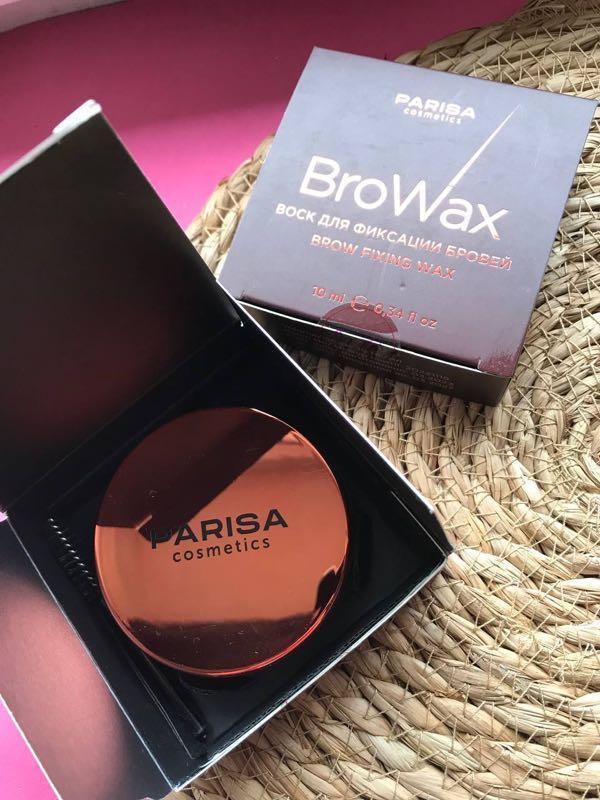 PARISA
cosmetics
BroWax
ВОСК ДЛЯ ФИКСАЦИИ БРОВЕЙ
BROW FIXING WAX
10 ml ℮ 0,34 fl oz
PARISA
cosmetics